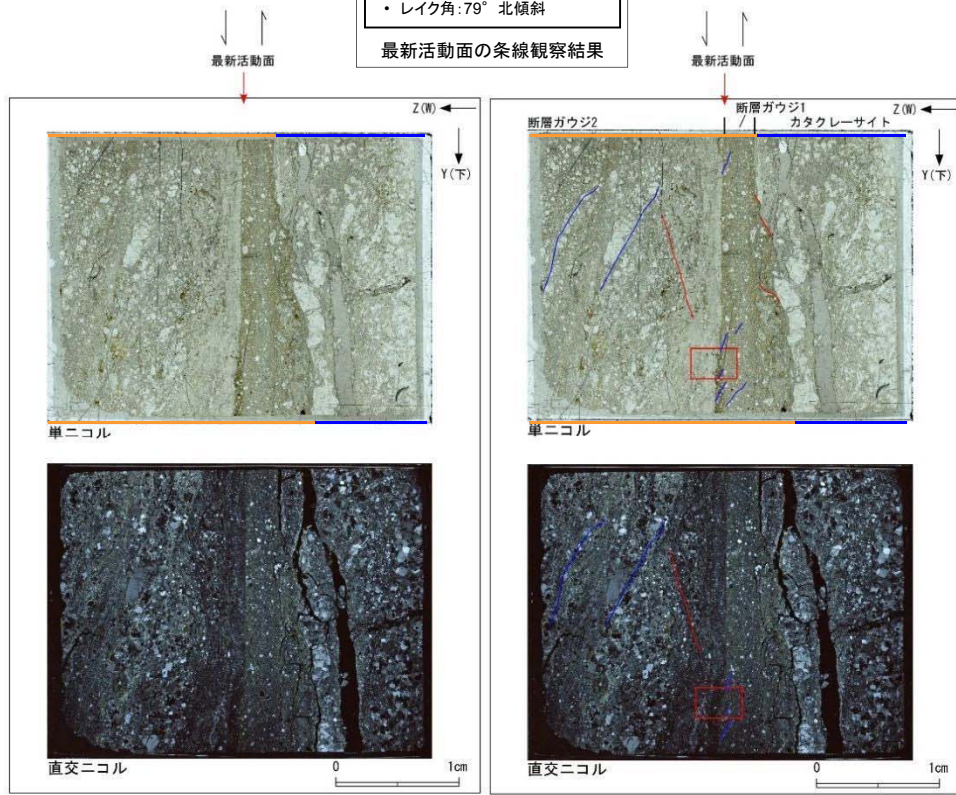 • レイク角:79° 北傾斜
最新活動面の条線観察結果
最新活動面
最新活動面
Z(W)
Y(下)
単ニコル
直交ニコル
0 1cm
断層ガウジ2
断層ガウジ1
カタクレーサイト
Z(W)
Y(下)
単ニコル
直交ニコル
0 1cm